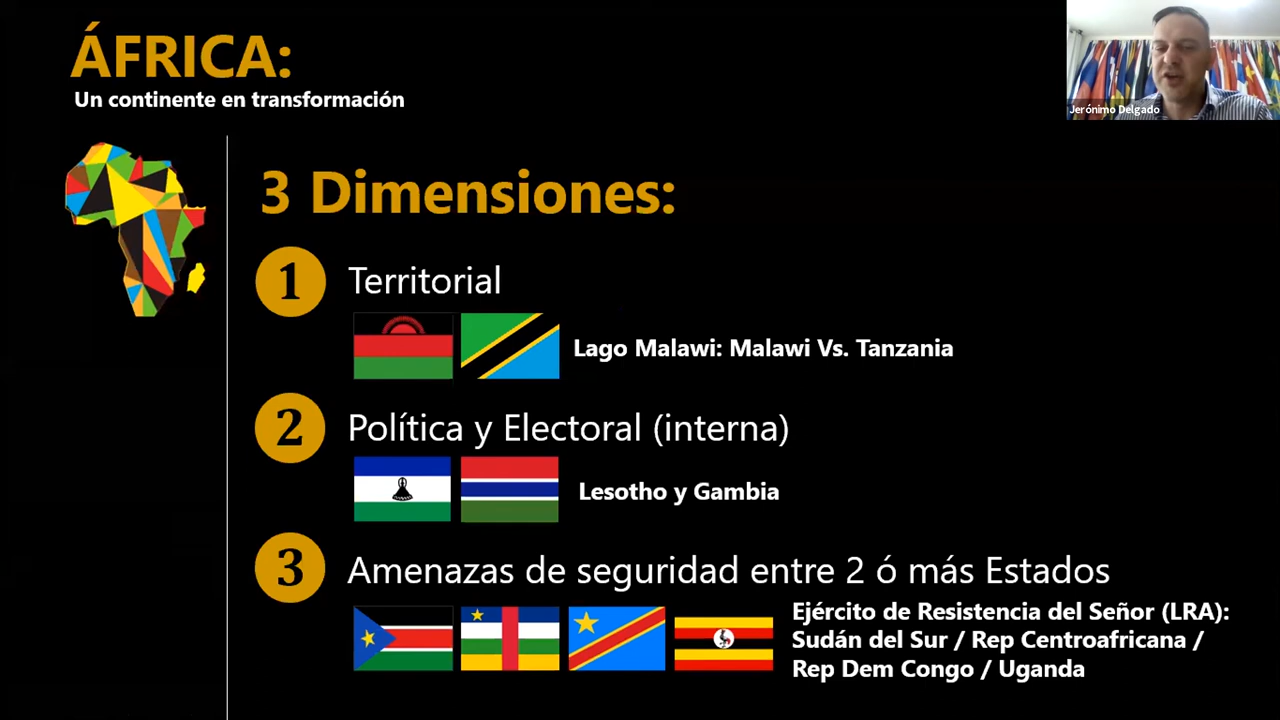 ÁFRICA:
Un continente en transformación
Jerónimo Delgado
3 Dimensiones:
1 Territorial
Lago Malawi: Malawi Vs. Tanzania
2 Política y Electoral (interna)
Lesotho y Gambia
3 Amenazas de seguridad entre 2 ó más Estados
Ejército de Resistencia del Señor (LRA):
Sudán del Sur / Rep Centroafricana /
Rep Dem Congo / Uganda